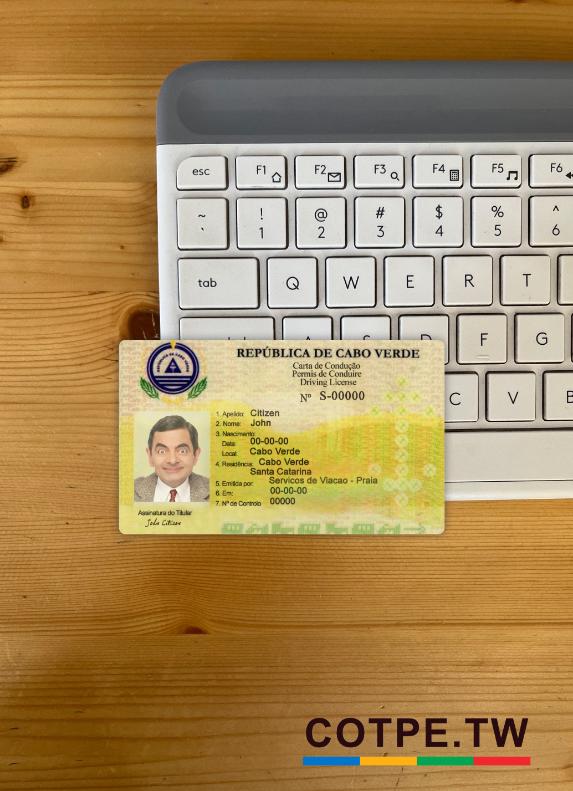 esc
F1
F2
F3
F4
F5
F6
~
`
!
1
@
2
#
3
$
4
%
5
^
6
tab
Q
W
E
R
T
A
S
D
F
G
C
V
B
REPÚBLICA DE CABO VERDE
Carta de Condução
Permis de Conduire
Driving License
Nº S-00000
1. Apelido: Citizen
2. Nome: John
3. Nascimento:
Data: 00-00-00
Local: Cabo Verde
4. Residência: Cabo Verde
Santa Catarina
5. Emitida por: Servicos de Viacao - Praia
6. Em: 00-00-00
7. Nº de Controlo 00000
Assinatura do Titular
John Citizen
COTPE.TW